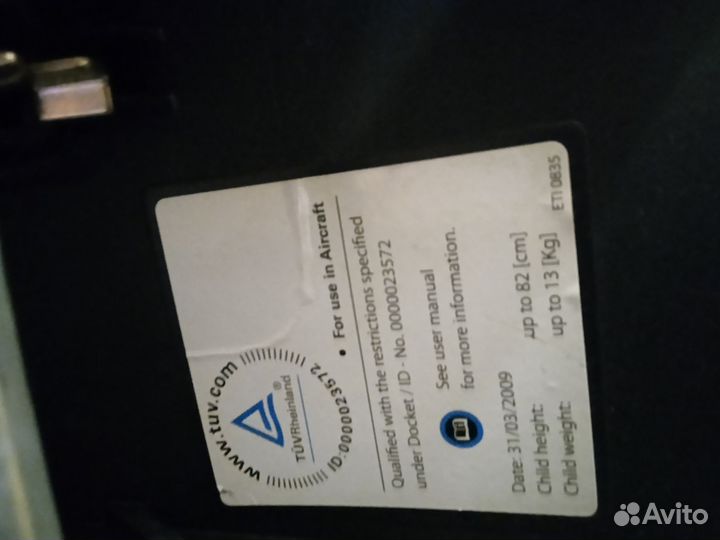 www.tuv.com
®
TÜVRheinland
ID:0000023572
• For use in Aircraft
Qualified with the restrictions specified
under Docket / ID - No. 0000023572
See user manual
for more information.
Date: 31/03/2009
Child height: up to 82 [cm]
Child weight: up to 13 [Kg]
ETI 0835
Avito